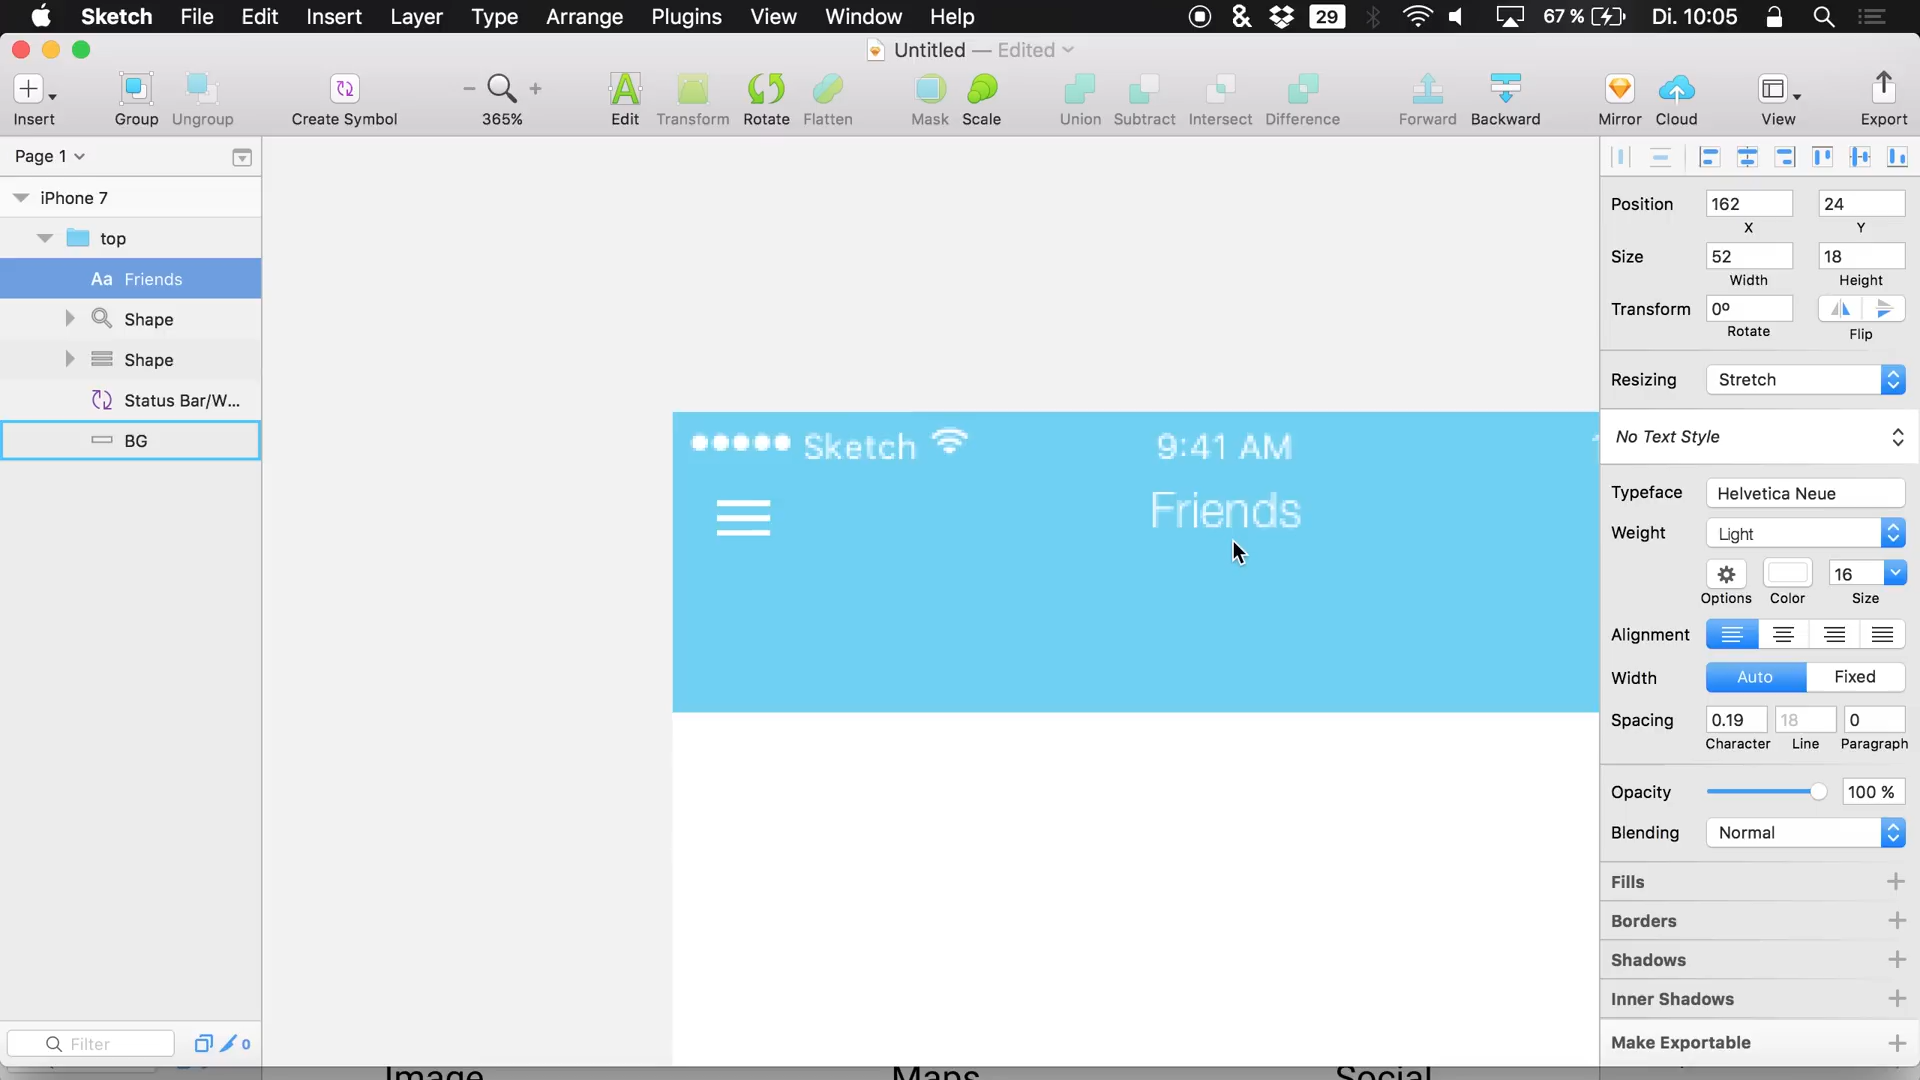 Sketch File Edit Insert Layer Type Arrange Plugins View Window Help 29 67 % Di. 10:05
Untitled — Edited
Insert Group Ungroup Create Symbol 365% Edit Transform Rotate Flatten Mask Scale Union Subtract Intersect Difference Forward Backward Mirror Cloud View Export
Page 1
iPhone 7
top
Aa Friends
Shape
Shape
Status Bar/W...
BG
Filter 0
Sketch 9:41 AM
Friends
Position 162 24
X Y
Size 52 18
Width Height
Transform 0º
Rotate Flip
Resizing Stretch
No Text Style
Typeface Helvetica Neue
Weight Light
16
Options Color Size
Alignment
Width Auto Fixed
Spacing 0.19 18 0
Character Line Paragraph
Opacity 100 %
Blending Normal
Fills
Borders
Shadows
Inner Shadows
Make Exportable
Image Maps Social